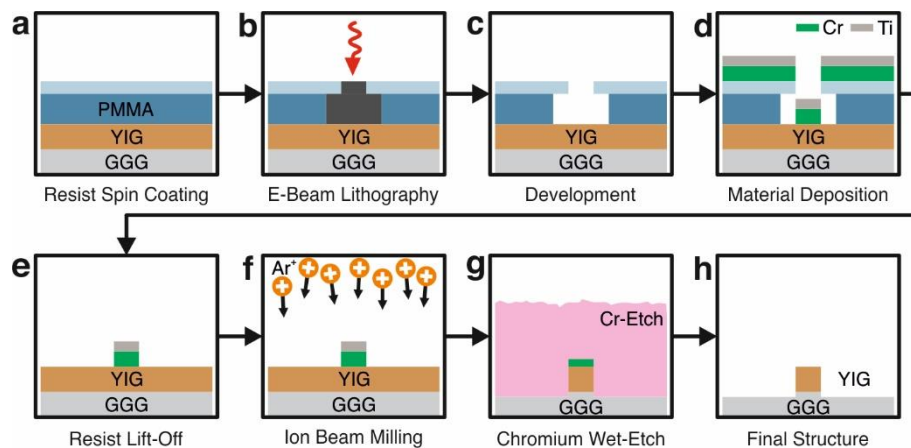 a
PMMA
YIG
GGG
Resist Spin Coating
b
YIG
GGG
E-Beam Lithography
c
YIG
GGG
Development
d
Cr Ti
YIG
GGG
Material Deposition
e
YIG
GGG
Resist Lift-Off
f
Ar⁺
YIG
GGG
Ion Beam Milling
g
Cr-Etch
GGG
Chromium Wet-Etch
h
YIG
GGG
Final Structure